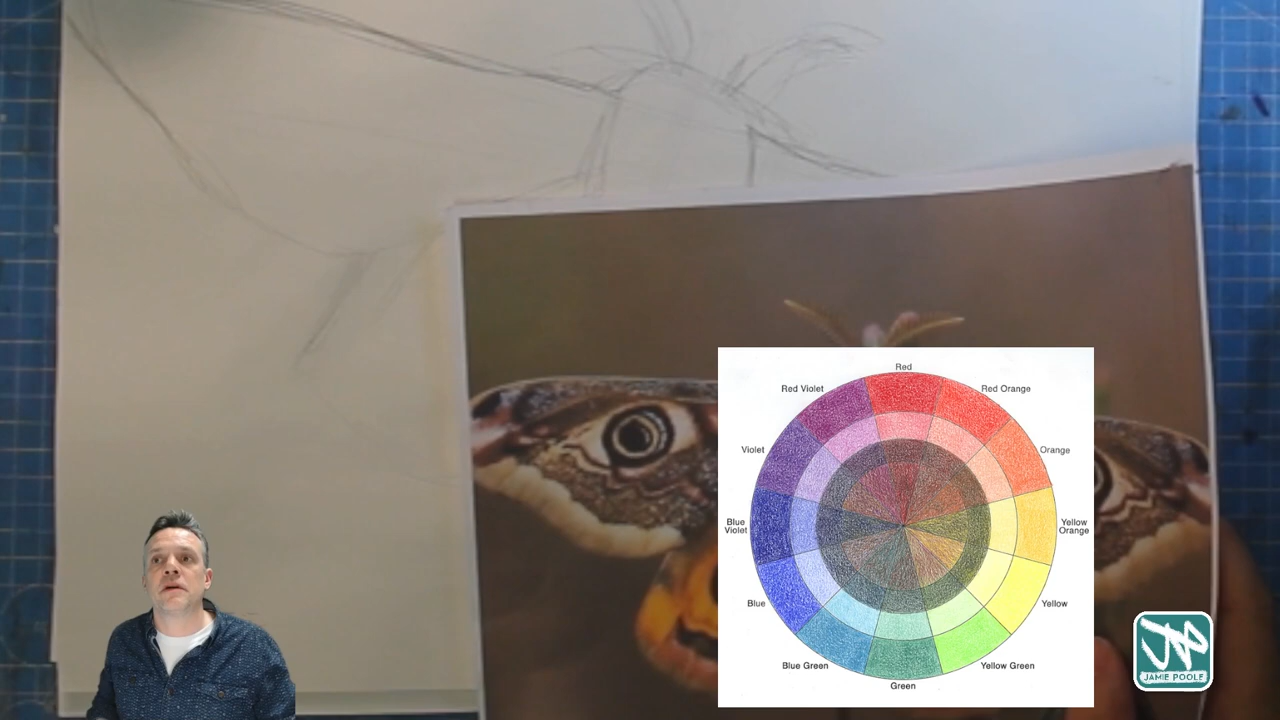 Red
Red Violet
Red Orange
Violet
Orange
Blue
Violet
Yellow
Orange
Blue
Yellow
Blue Green
Yellow Green
Green
JP
JAMIE POOLE